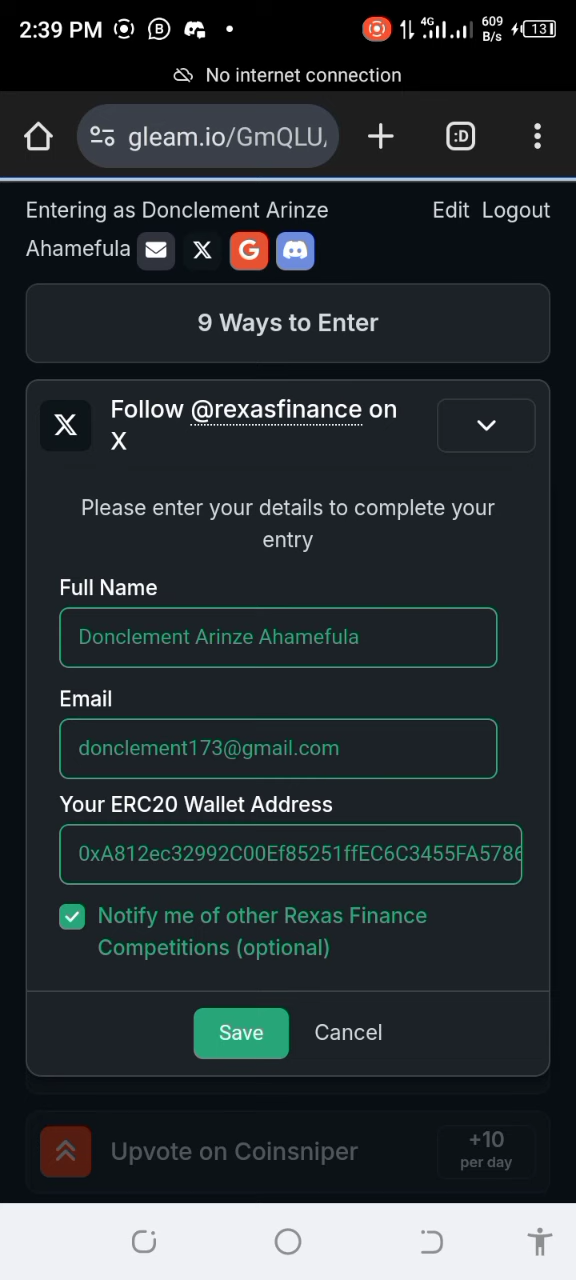 2:39 PM
4G
609 B/s
13
No internet connection
gleam.io/GmQLU
:D
Entering as Donclement Arinze
Ahamefula
Edit Logout
9 Ways to Enter
Follow @rexasfinance on
X
Please enter your details to complete your
entry
Full Name
Donclement Arinze Ahamefula
Email
donclement173@gmail.com
Your ERC20 Wallet Address
0xA812ec32992C00Ef85251ffEC6C3455FA5786
Notify me of other Rexas Finance
Competitions (optional)
Save Cancel
Upvote on Coinsniper
+10
per day